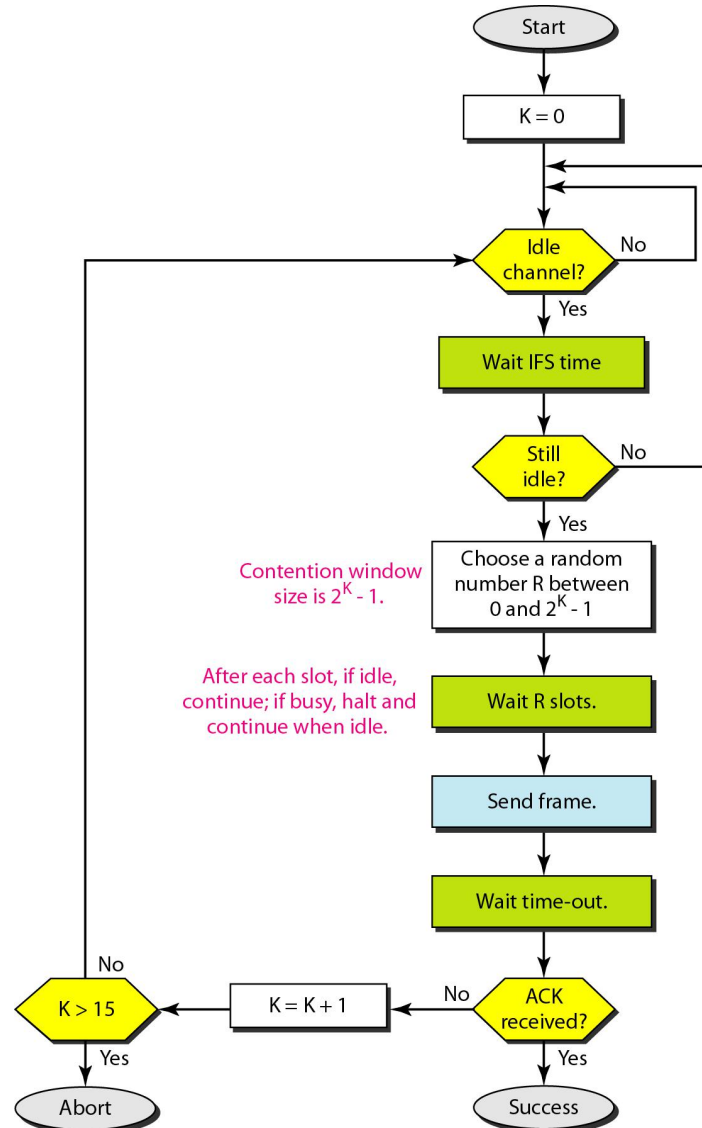 Start
K = 0
Idle
channel?
No
Yes
Wait IFS time
Still
idle?
No
Yes
Contention window
size is 2^K - 1.
Choose a random
number R between
0 and 2^K - 1
After each slot, if idle,
continue; if busy, halt and
continue when idle.
Wait R slots.
Send frame.
Wait time-out.
ACK
received?
No
Yes
K = K + 1
K > 15
No
Yes
Abort
Success